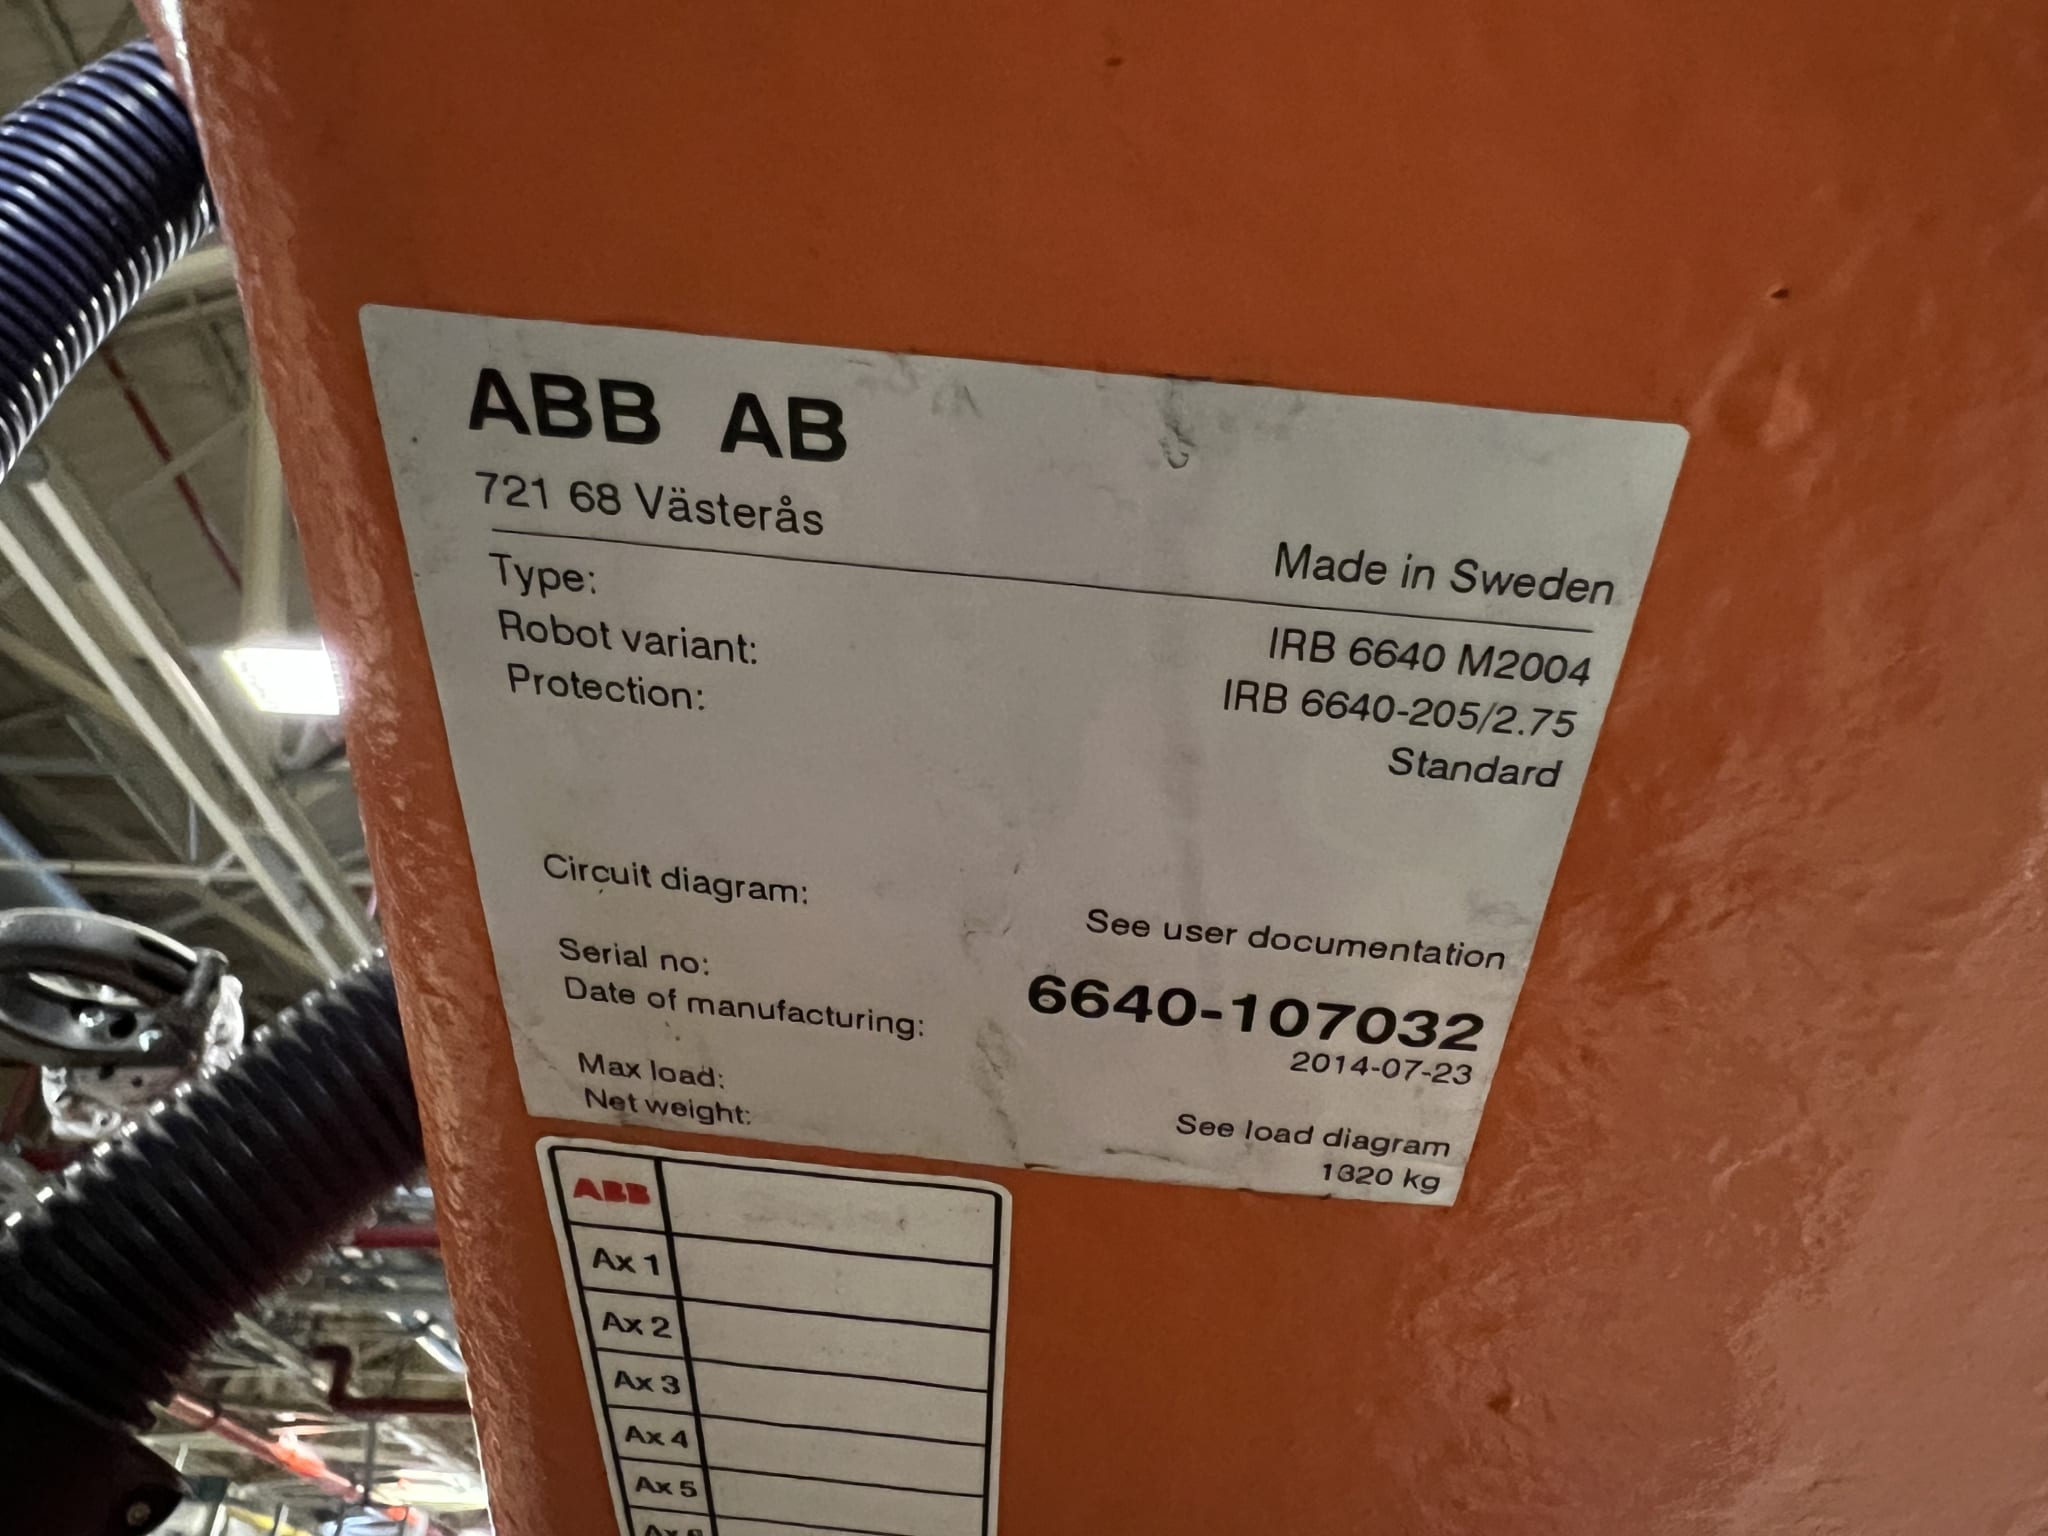 ABB AB
721 68 Västerås
Made in Sweden
Type: IRB 6640 M2004
Robot variant: IRB 6640-205/2.75
Protection: Standard
Circuit diagram: See user documentation
Serial no: 6640-107032
Date of manufacturing: 2014-07-23
Max load: See load diagram
Net weight: kg
ABB
Ax 1
Ax 2
Ax 3
Ax 4
Ax 5